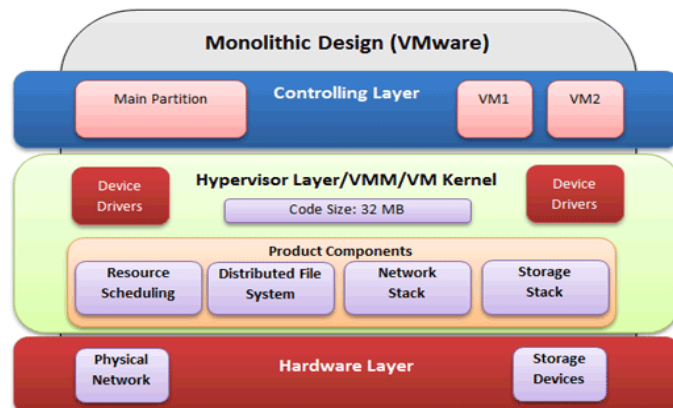 Monolithic Design (VMware)
Main Partition
Controlling Layer
VM1
VM2
Device
Drivers
Hypervisor Layer/VMM/VM Kernel
Code Size: 32 MB
Device
Drivers
Product Components
Resource
Scheduling
Distributed File
System
Network
Stack
Storage
Stack
Physical
Network
Hardware Layer
Storage
Devices